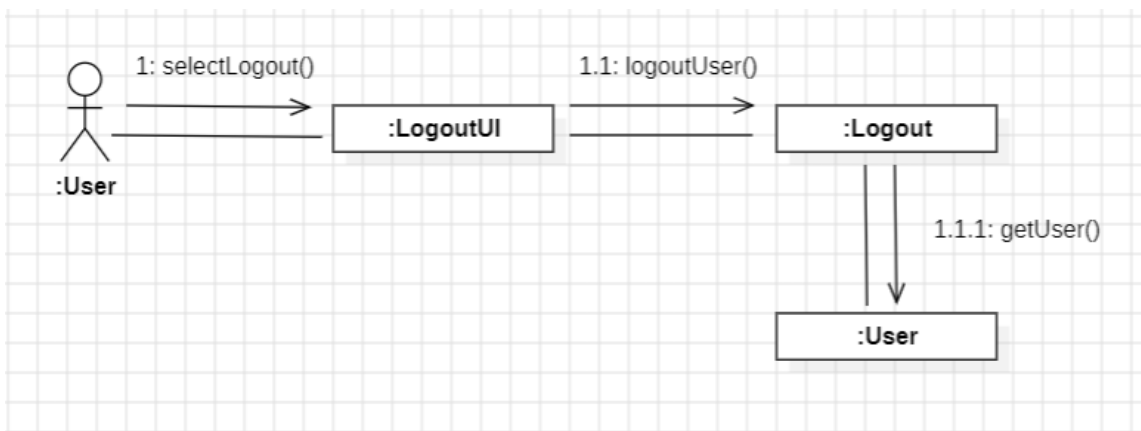 1: selectLogout()
1.1: logoutUser()
:LogoutUI
:Logout
:User
1.1.1: getUser()
:User